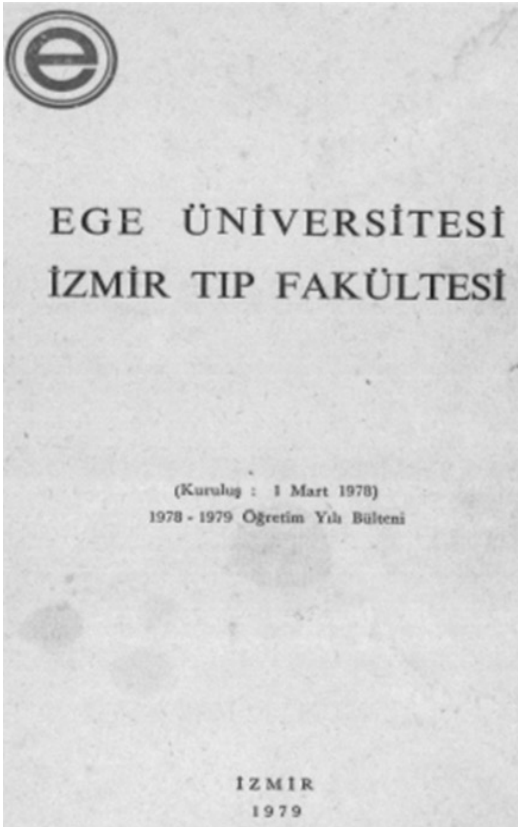 e
EGE ÜNİVERSİTESİ
İZMİR TIP FAKÜLTESİ
(Kuruluş : 1 Mart 1978)
1978 - 1979 Öğretim Yılı Bülteni
İZMİR
1979